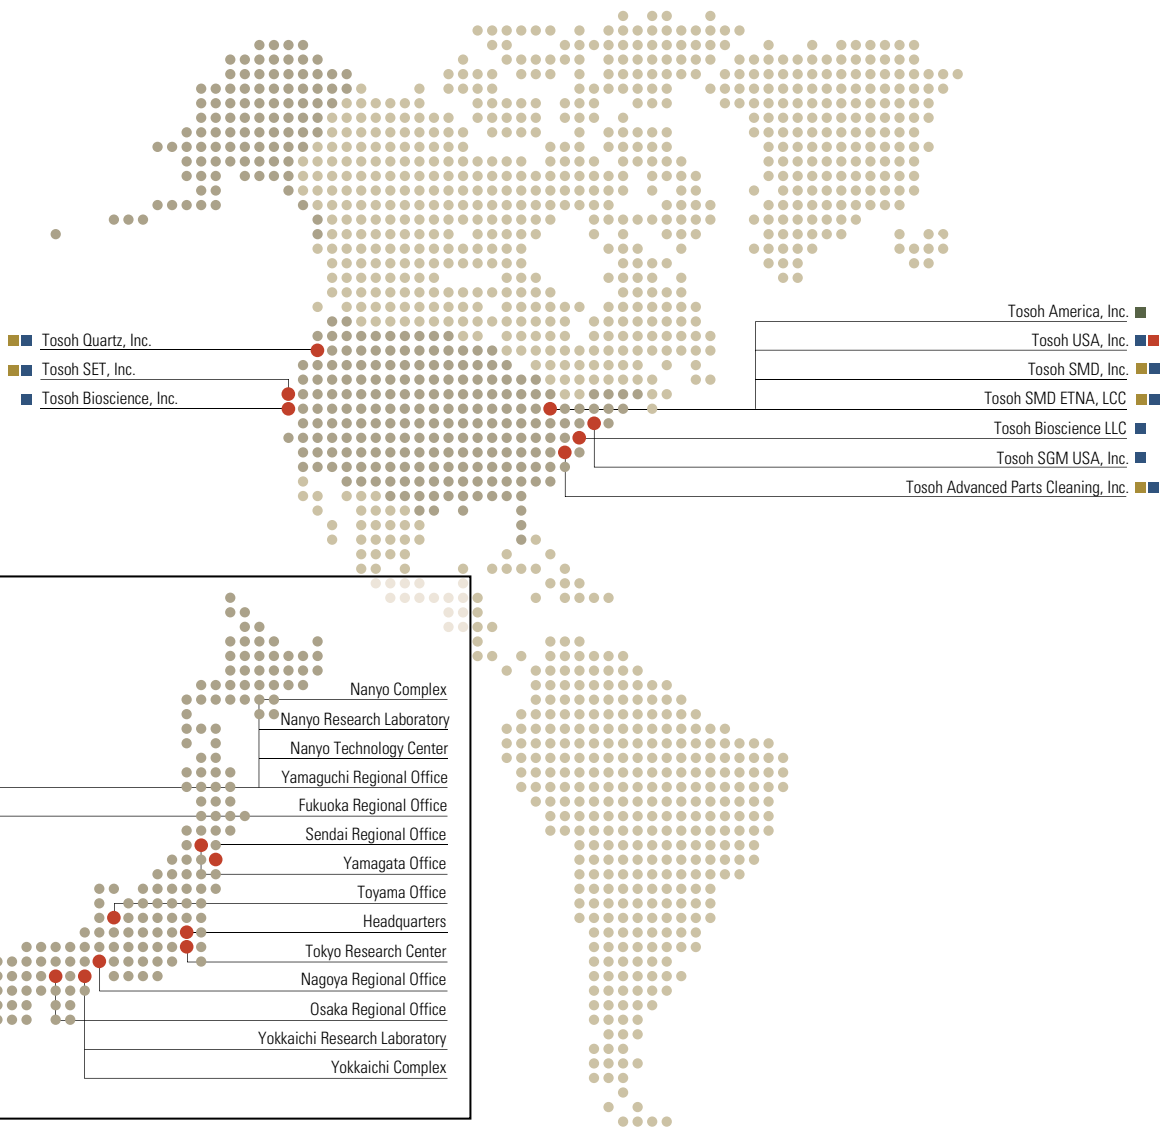 Tosoh Quartz, Inc.
Tosoh SET, Inc.
Tosoh Bioscience, Inc.
Tosoh America, Inc.
Tosoh USA, Inc.
Tosoh SMD, Inc.
Tosoh SMD ETNA, LCC
Tosoh Bioscience LLC
Tosoh SGM USA, Inc.
Tosoh Advanced Parts Cleaning, Inc.
Nanyo Complex
Nanyo Research Laboratory
Nanyo Technology Center
Yamaguchi Regional Office
Fukuoka Regional Office
Sendai Regional Office
Yamagata Office
Toyama Office
Headquarters
Tokyo Research Center
Nagoya Regional Office
Osaka Regional Office
Yokkaichi Research Laboratory
Yokkaichi Complex